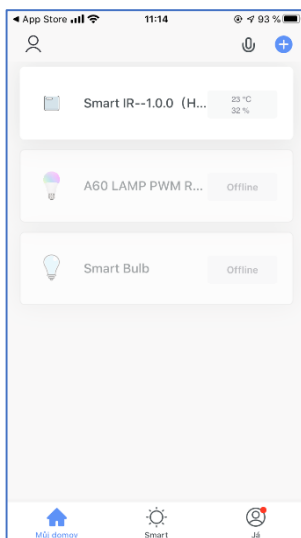 App Store 11:14 93 %
Smart IR--1.0.0（H... 23 °C
32 %
A60 LAMP PWM R... Offline
Smart Bulb Offline
Můj domov Smart Já